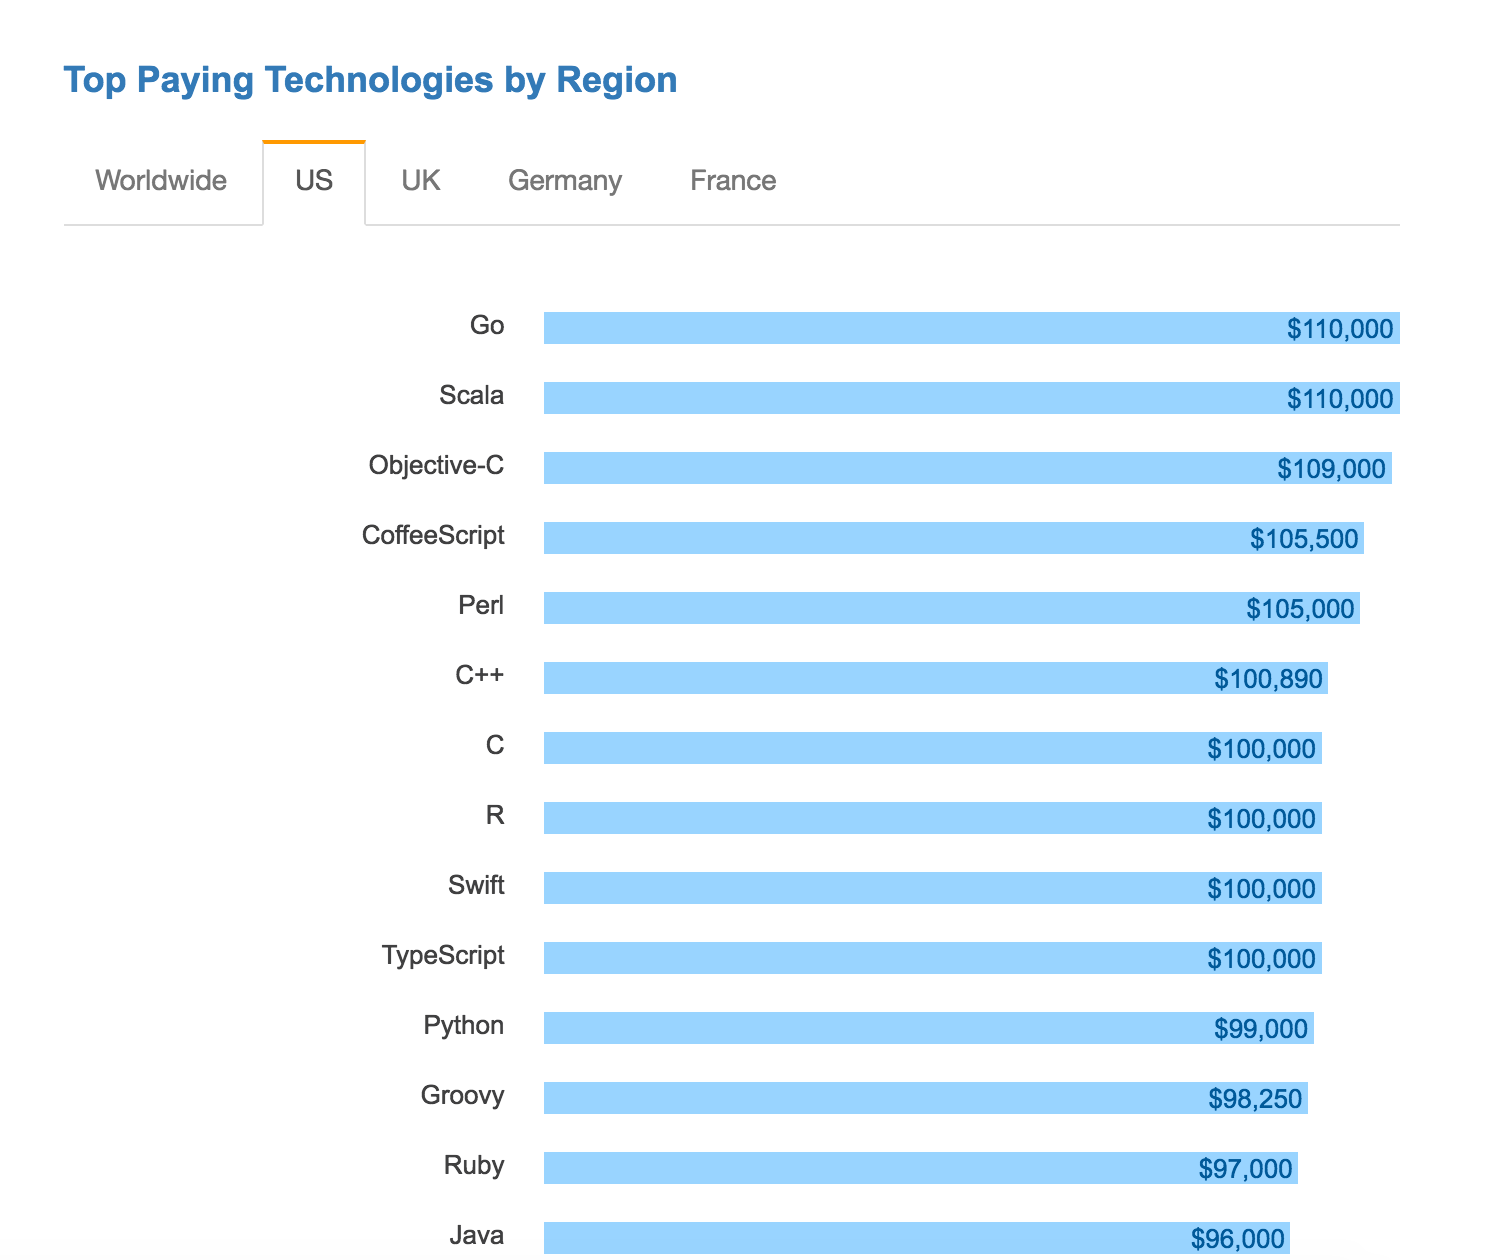 Top Paying Technologies by Region
Worldwide US UK Germany France
Go $110,000
Scala $110,000
Objective-C $109,000
CoffeeScript $105,500
Perl $105,000
C++ $100,890
C $100,000
R $100,000
Swift $100,000
TypeScript $100,000
Python $99,000
Groovy $98,250
Ruby $97,000
Java $96,000